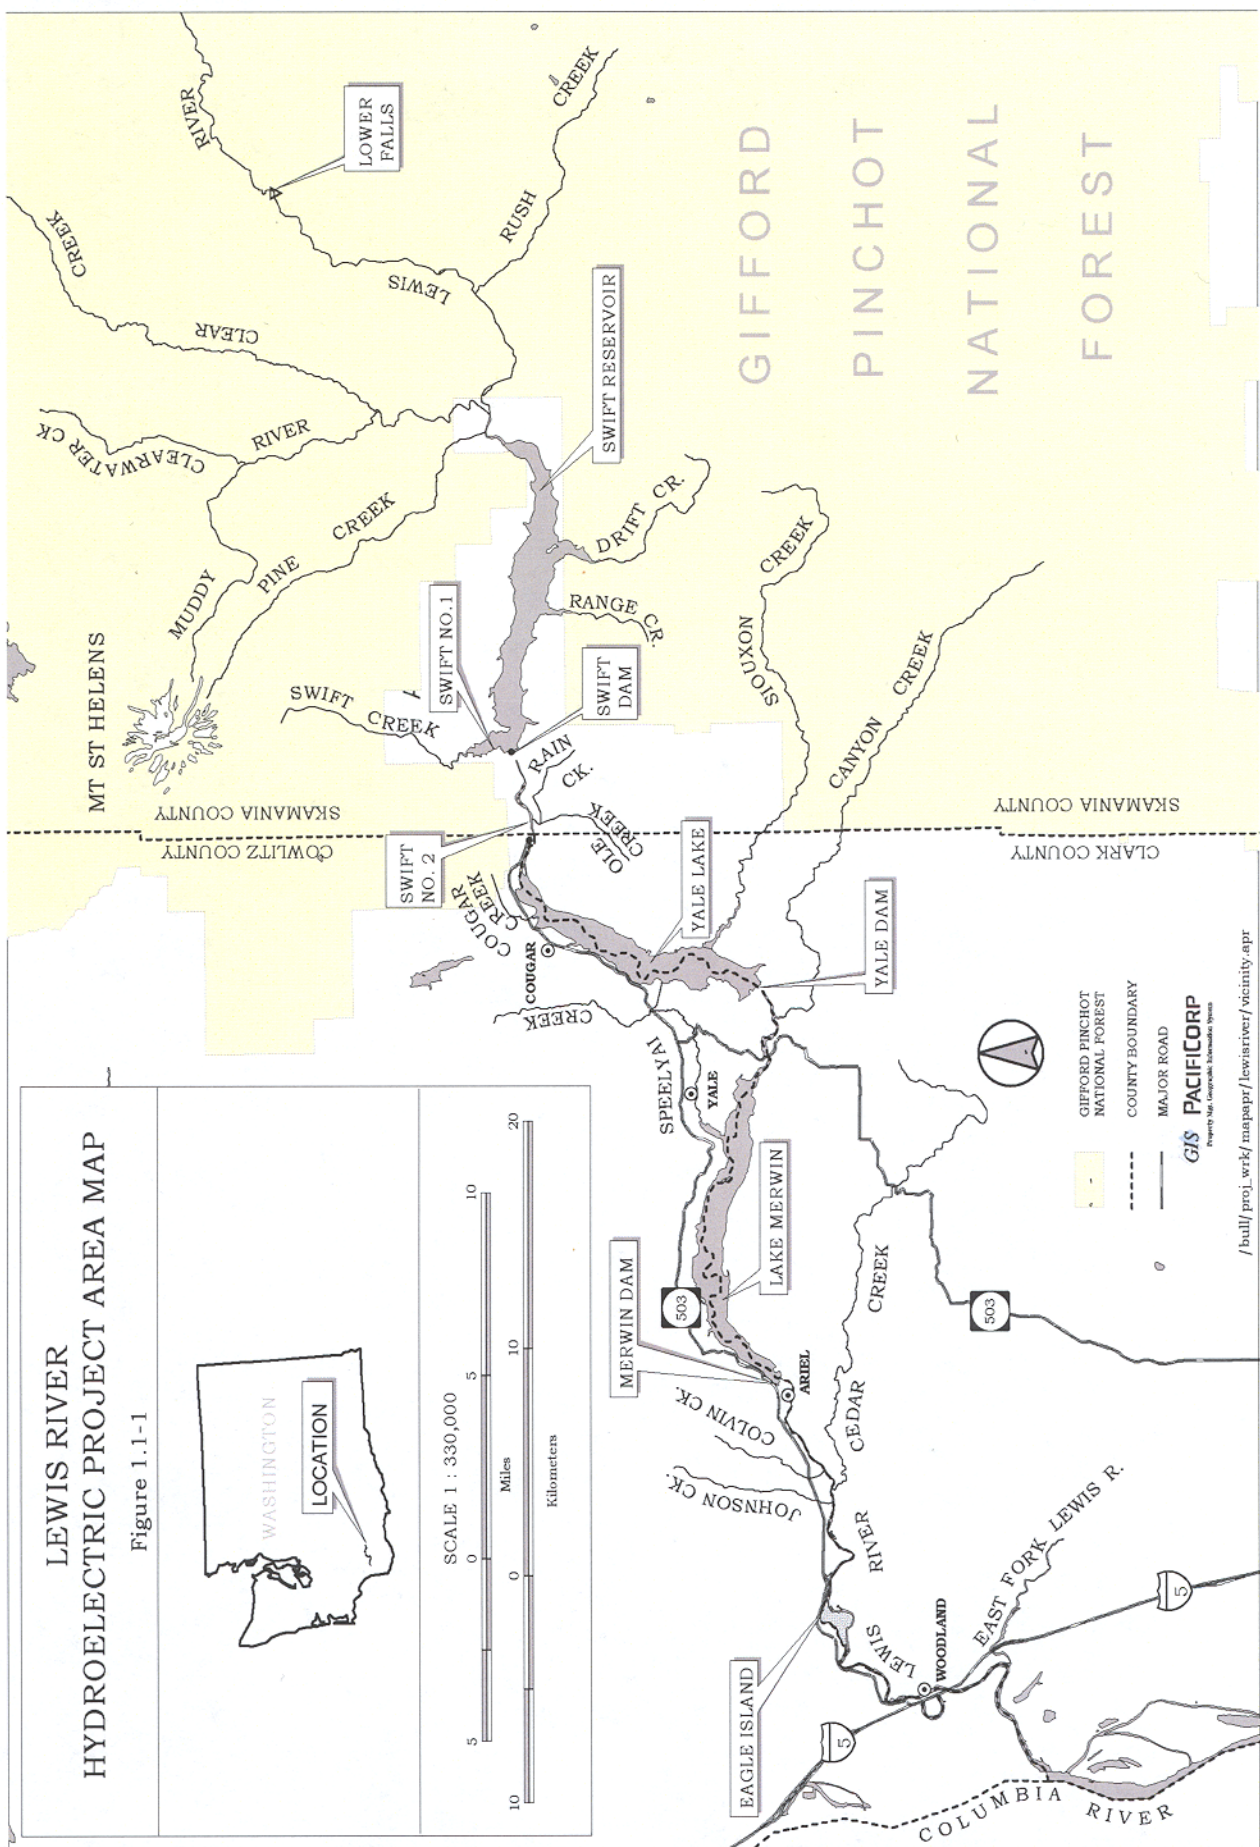 LEWIS RIVER
HYDROELECTRIC PROJECT AREA MAP
Figure 1.1-1
WASHINGTON
LOCATION
SCALE 1 : 330,000
5
0
5
10
Miles
10
0
10
20
Kilometers
MT ST HELENS
MUDDY
RIVER
CLEARWATER CK
CLEAR
CREEK
PINE
CREEK
LEWIS
RIVER
LOWER
FALLS
RUSH
CREEK
SWIFT
CREEK
SWIFT NO.1
SWIFT RESERVOIR
SWIFT
DAM
DRIFT CR.
RANGE CR.
RAIN
CK.
OLE
CREEK
SWIFT
NO. 2
COUGAR
CREEK
COUGAR
SKAMANIA COUNTY
COWLITZ COUNTY
SKAMANIA COUNTY
CLARK COUNTY
SIOUXON
CREEK
CANYON
CREEK
YALE LAKE
YALE DAM
SPEELYAI
CREEK
YALE
LAKE MERWIN
MERWIN DAM
503
503
ARIEL
COLVIN CK.
JOHNSON CK.
CEDAR
CREEK
LEWIS
RIVER
EAGLE ISLAND
WOODLAND
EAST FORK LEWIS R.
5
5
COLUMBIA
RIVER
GIFFORD
PINCHOT
NATIONAL
FOREST
GIFFORD PINCHOT
NATIONAL FOREST
COUNTY BOUNDARY
MAJOR ROAD
GIS PACIFICORP
Property Mgt. Geographic Information System
/bull/proj_wrk/mapapr/lewisriver/vicinity.apr